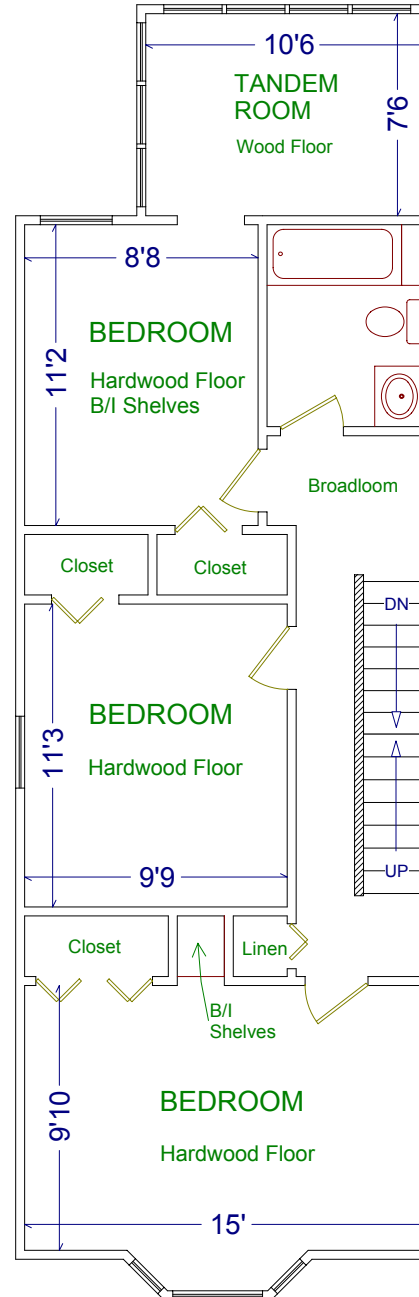 10'6
TANDEM
ROOM
Wood Floor
7'6
8'8
11'2
BEDROOM
Hardwood Floor
B/I Shelves
Broadloom
Closet
Closet
DN
11'3
BEDROOM
Hardwood Floor
9'9
UP
Closet
Linen
B/I
Shelves
9'10
BEDROOM
Hardwood Floor
15'